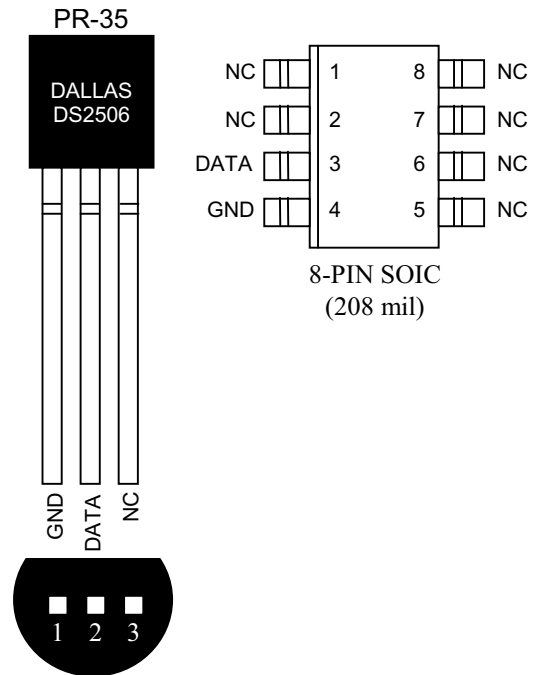 PR-35
DALLAS
DS2506
GND
DATA
NC
1 2 3
NC 1 8 NC
NC 2 7 NC
DATA 3 6 NC
GND 4 5 NC
8-PIN SOIC
(208 mil)